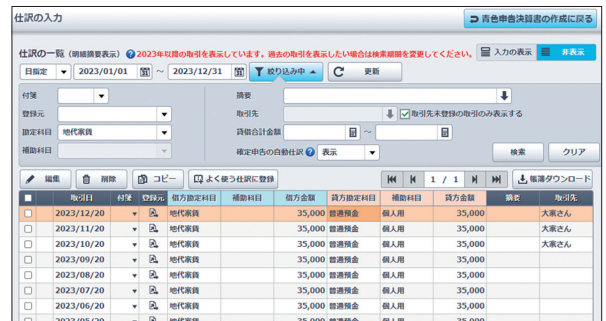 仕訳の入力
青色申告決算書の作成に戻る
仕訳の一覧 (明細摘要表示) ? 2023年以降の取引を表示しています。過去の取引を表示したい場合は検索期間を変更してください。 入力の表示 非表示
日指定 2023/01/01 ~ 2023/12/31 絞り込み中 更新
付箋 摘要
登録元 取引先 取引先未登録の取引のみ表示する
勘定科目 地代家賃 貸借合計金額 ~
補助科目 確定申告の自動仕訳 ? 表示 検索 クリア
編集 削除 コピー よく使う仕訳に登録 1 / 1 帳簿ダウンロード
取引日 付箋 登録元 借方勘定科目 補助科目 借方金額 貸方勘定科目 補助科目 貸方金額 摘要 取引先
2023/12/20 地代家賃 35,000 普通預金 個人用 35,000 大家さん
2023/11/20 地代家賃 35,000 普通預金 個人用 35,000 大家さん
2023/10/20 地代家賃 35,000 普通預金 個人用 35,000 大家さん
2023/09/20 地代家賃 35,000 普通預金 個人用 35,000
2023/08/20 地代家賃 35,000 普通預金 個人用 35,000
2023/07/20 地代家賃 35,000 普通預金 個人用 35,000
2023/06/20 地代家賃 35,000 普通預金 個人用 35,000
2023/05/20 地代家賃 35,000 普通預金 個人用 35,000